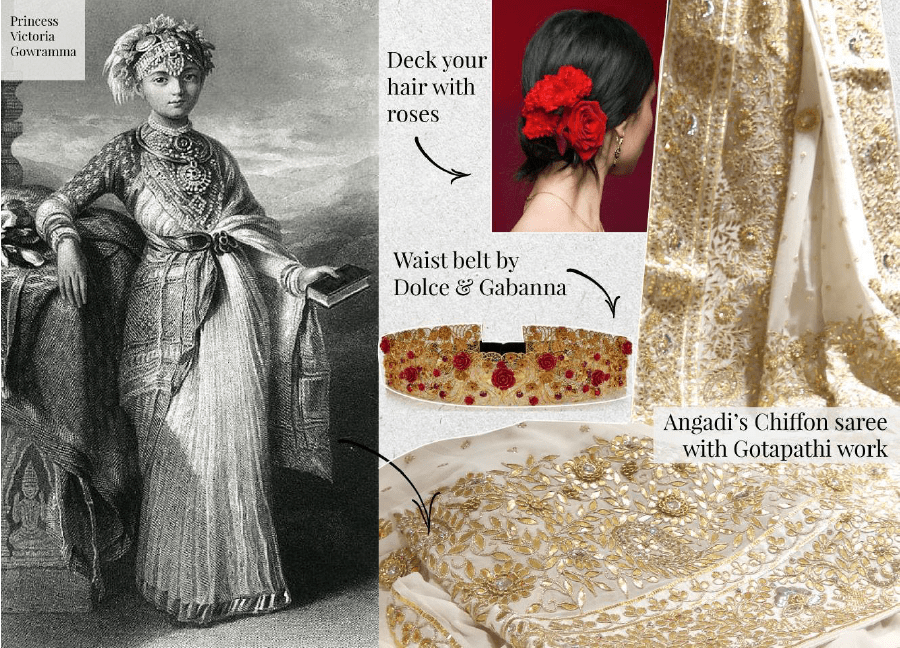 Princess
Victoria
Gowramma
Deck your
hair with
roses
Waist belt by
Dolce & Gabanna
Angadi's Chiffon saree
with Gotapathi work